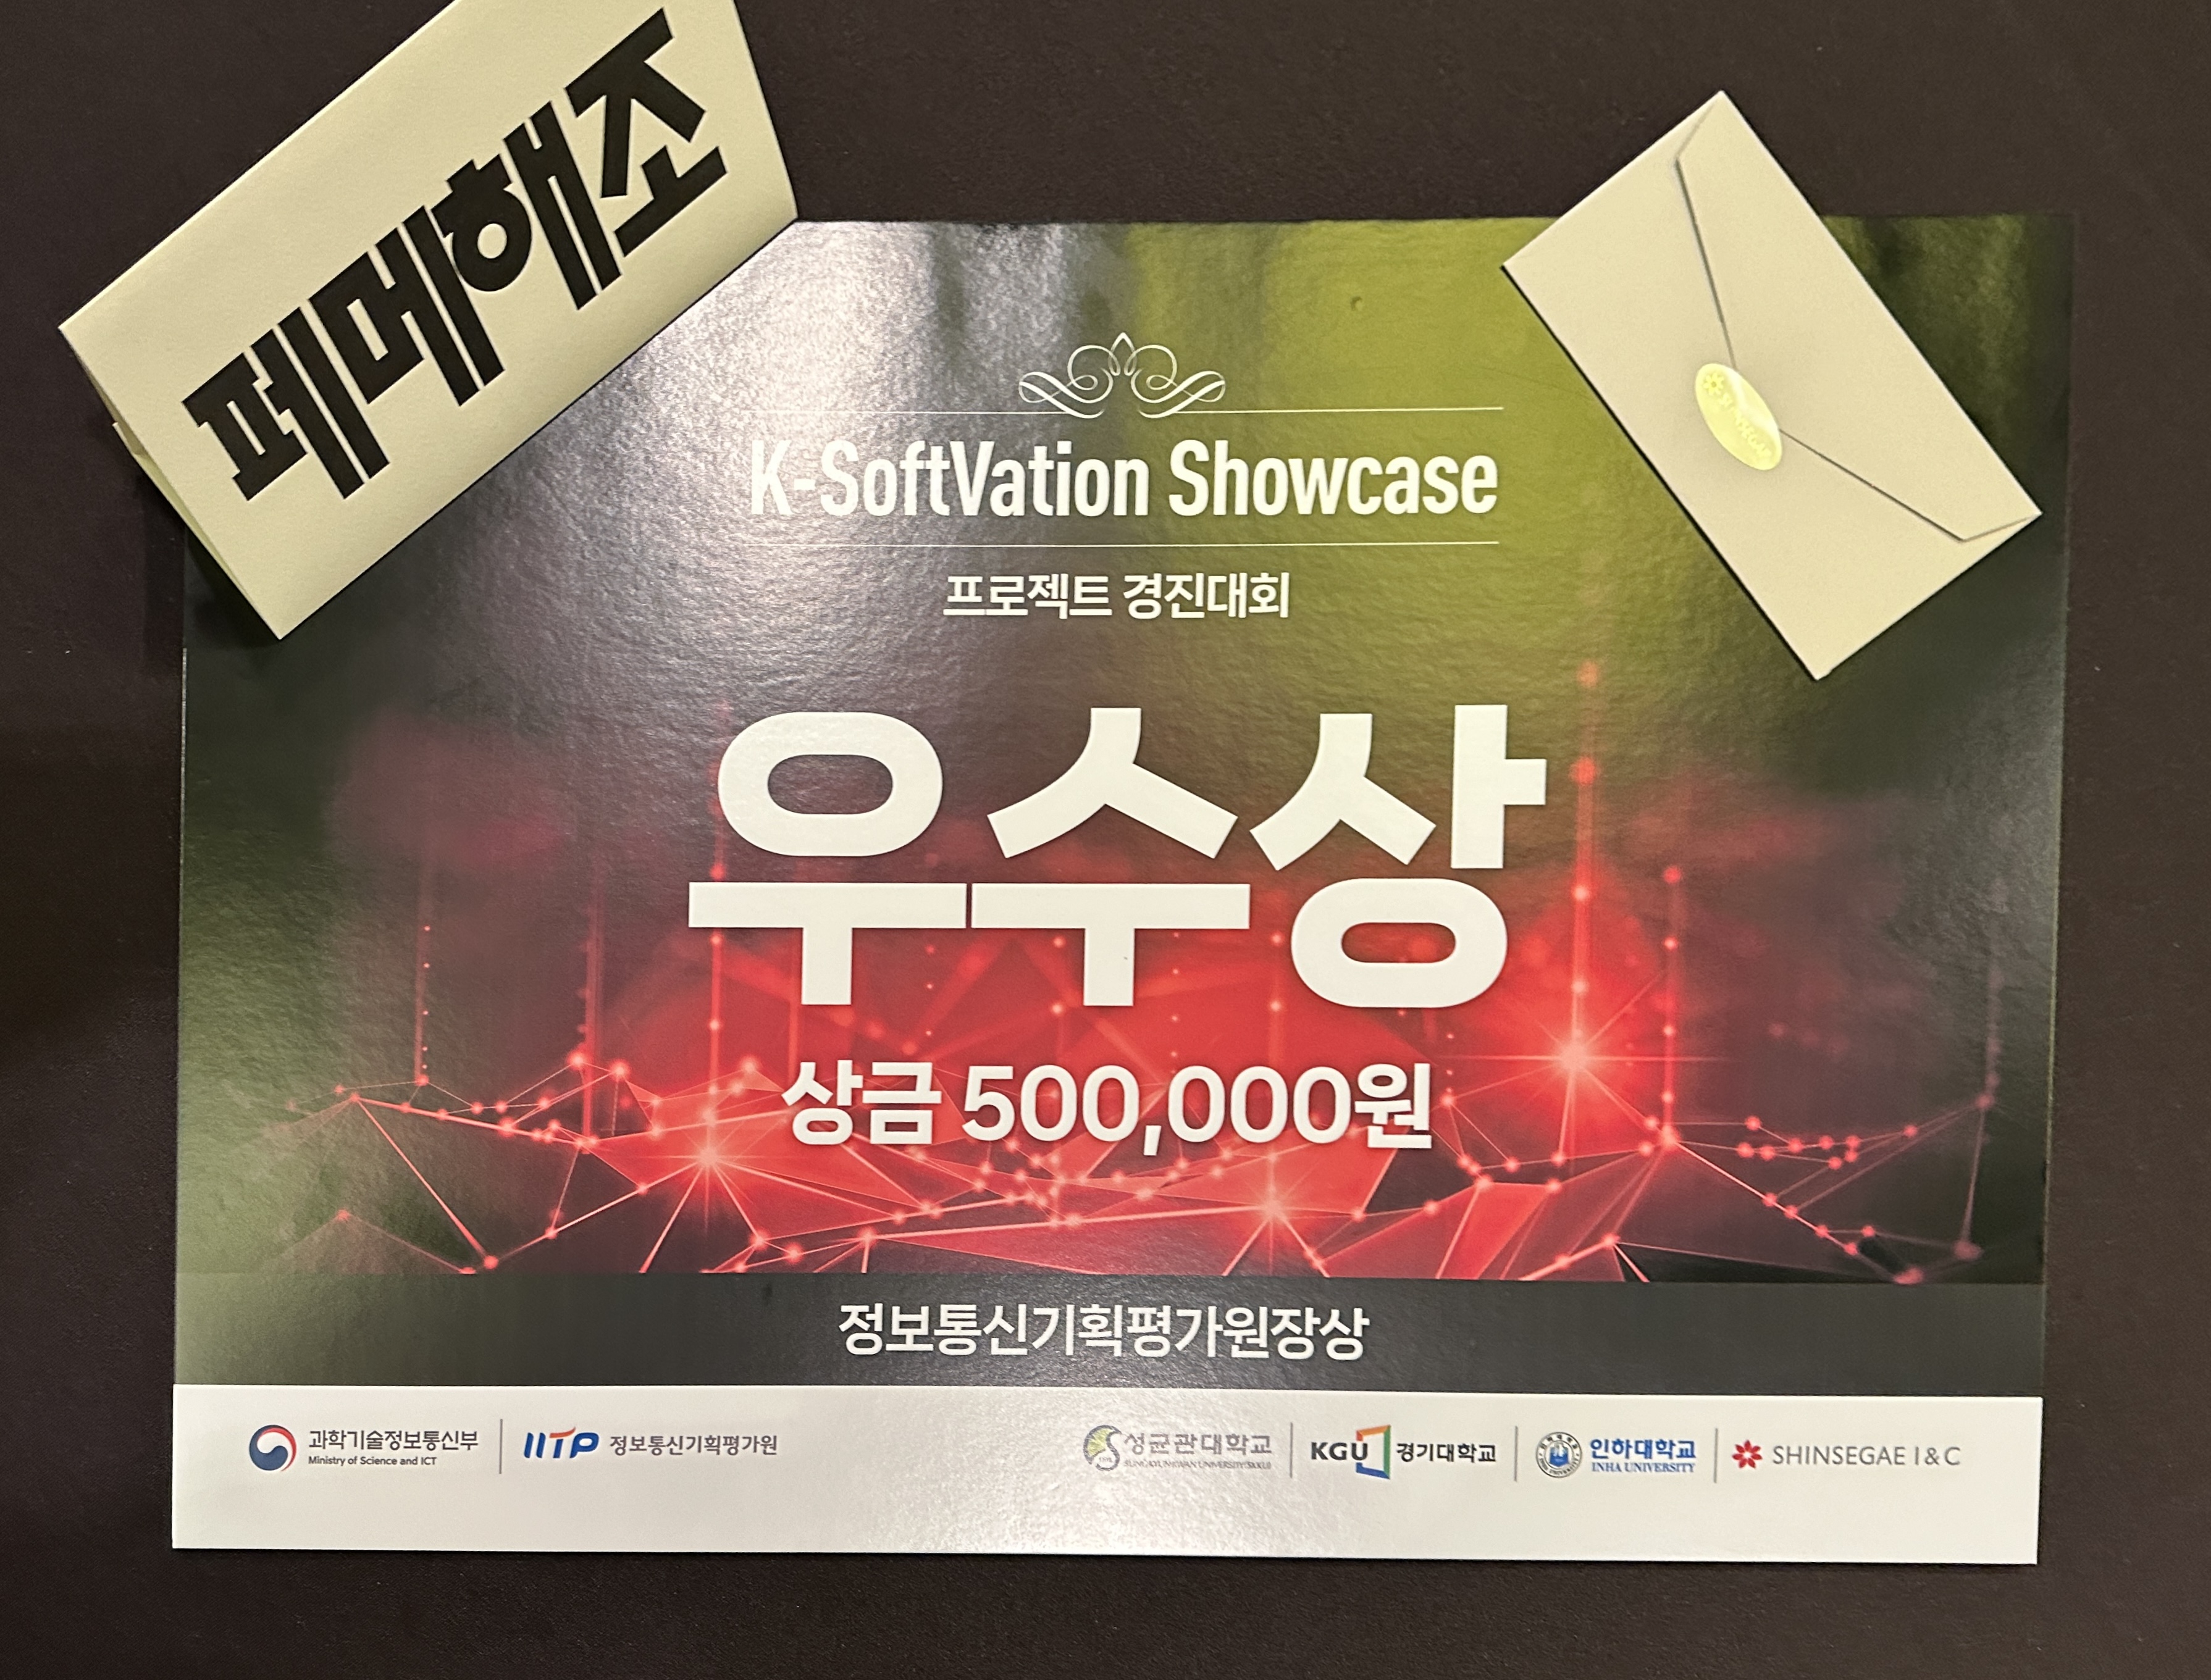 페메해조
K-SoftVation Showcase
프로젝트 경진대회
우수상
상금 500,000원
정보통신기획평가원장상
과학기술정보통신부
Ministry of Science and ICT
IITP 정보통신기획평가원
성균관대학교
SUNGKYUNKWAN UNIVERSITY(SKKU)
KGU 경기대학교
인하대학교
INHA UNIVERSITY
SHINSEGAE I&C